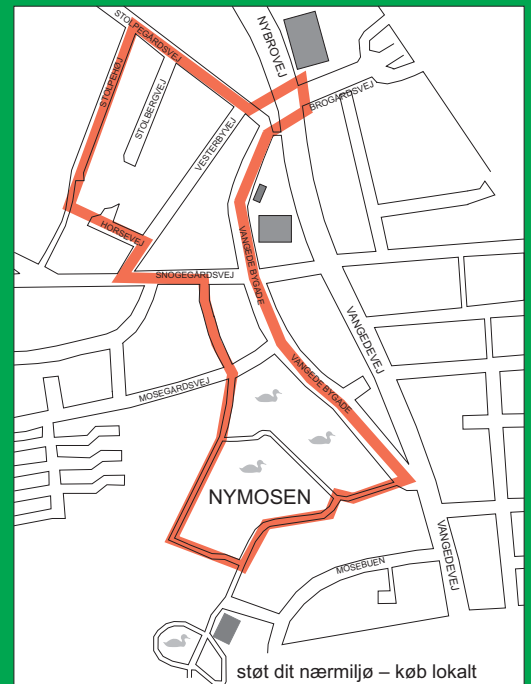 STOLPEGÅRDSVEJ
NYBROVEJ
STOLPEHØJ
STOLBERGVEJ
BROGÅRDSVEJ
VESTERBYVEJ
HORSEVEJ
VANGEDE BYGADE
SNOGEGÅRDSVEJ
VANGEDEVEJ
VANGEDE BYGADE
MOSEGÅRDSVEJ
NYMOSEN
VANGEDEVEJ
MOSEBUEN
støt dit nærmiljø – køb lokalt